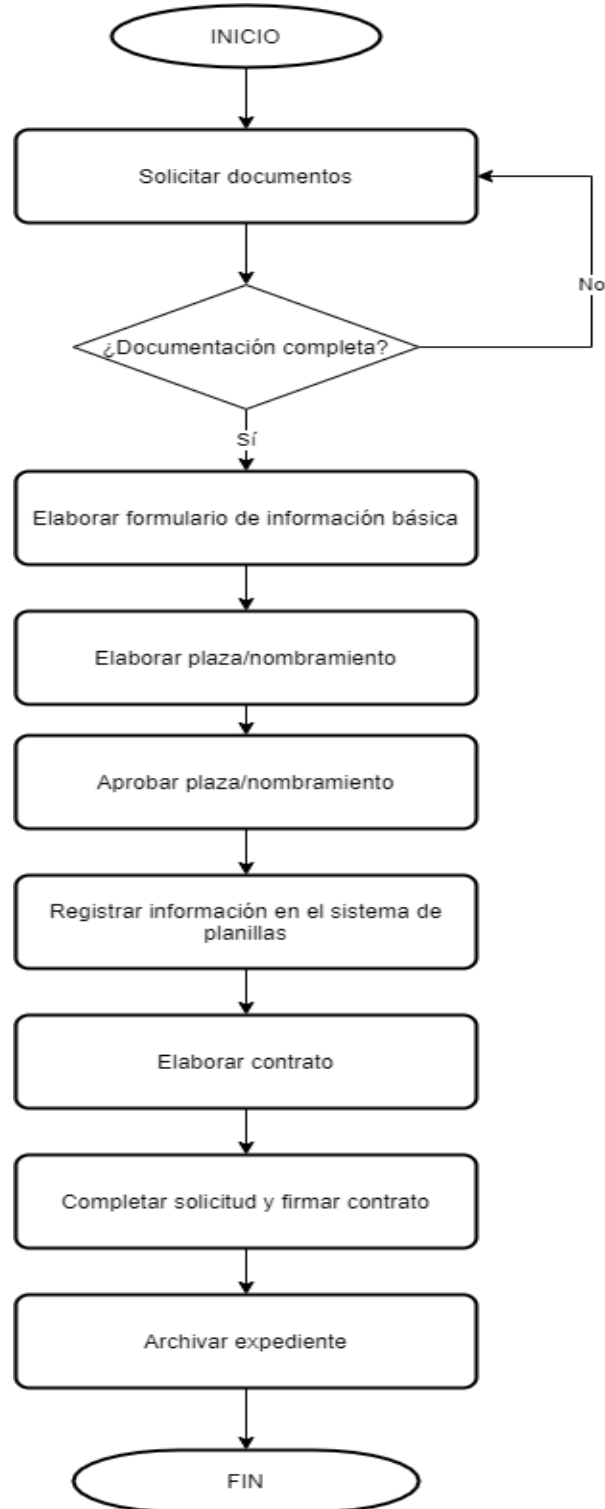 INICIO
Solicitar documentos
No
¿Documentación completa?
Sí
Elaborar formulario de información básica
Elaborar plaza/nombramiento
Aprobar plaza/nombramiento
Registrar información en el sistema de
planillas
Elaborar contrato
Completar solicitud y firmar contrato
Archivar expediente
FIN